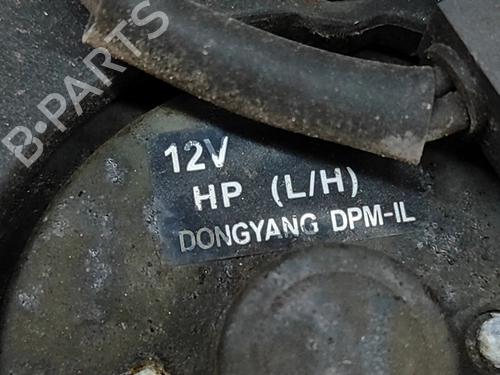 B-PARTS
12V
HP (L/H)
DONGYANG DPM-IL